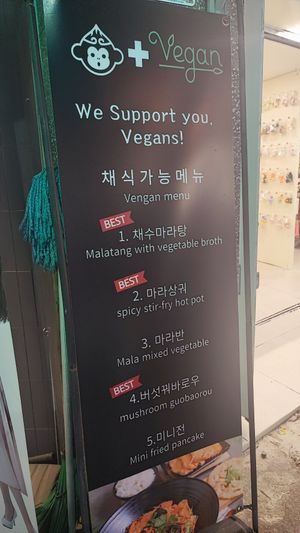 + Vegan
We Support you,
Vegans!
채식가능메뉴
Vengan menu
BEST
1. 채수마라탕
Malatang with vegetable broth
BEST
2. 마라샹궈
spicy stir-fry hot pot
3. 마라반
Mala mixed vegetable
BEST
4.버섯꿔바로우
mushroom guobaorou
5.미니전
Mini fried pancake